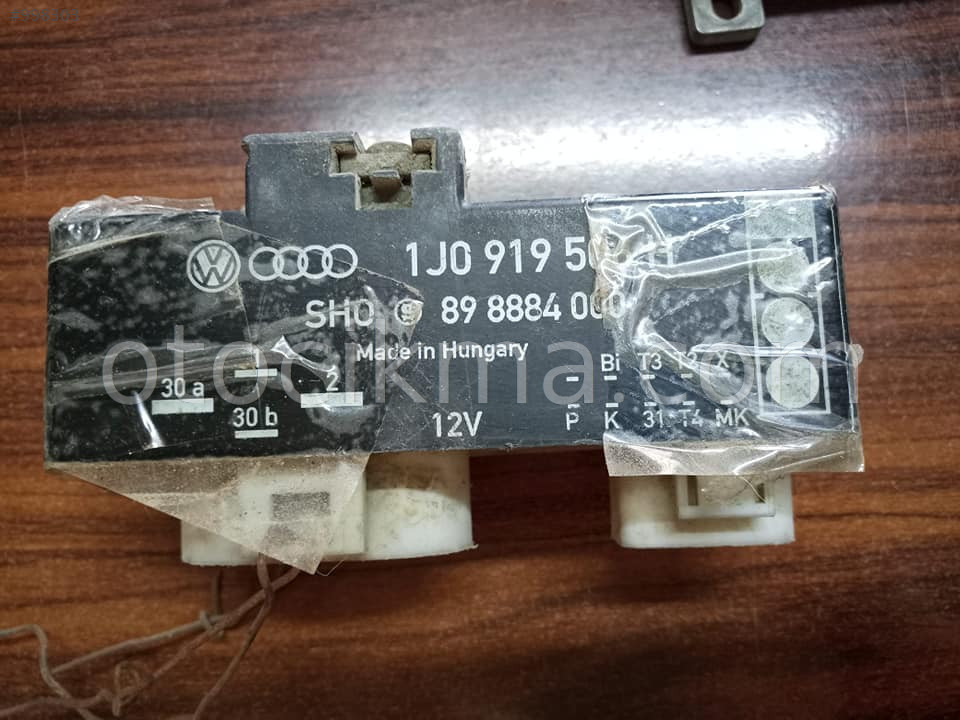 1J0 919 50
SHO 89 8884 000
Made in Hungary
1
30 a
2
30 b
12V
Bi T3 T2 X
P K 31 T4 MK
otocikma.com